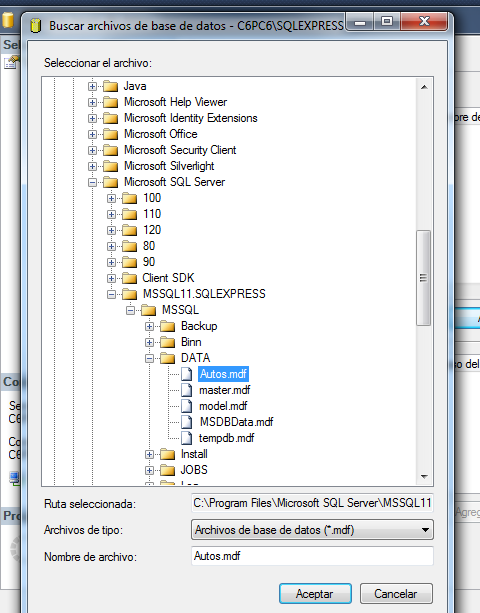 Buscar archivos de base de datos - C6PC6\SQLEXPRESS
Seleccionar el archivo:
Java
Microsoft Help Viewer
Microsoft Identity Extensions
Microsoft Office
Microsoft Security Client
Microsoft Silverlight
Microsoft SQL Server
100
110
120
80
90
Client SDK
MSSQL11.SQLEXPRESS
MSSQL
Backup
Binn
DATA
Autos.mdf
master.mdf
model.mdf
MSDBData.mdf
tempdb.mdf
Install
JOBS
Ruta seleccionada:
C:\Program Files\Microsoft SQL Server\MSSQL11
Archivos de tipo:
Archivos de base de datos (*.mdf)
Nombre de archivo:
Autos.mdf
Aceptar
Cancelar